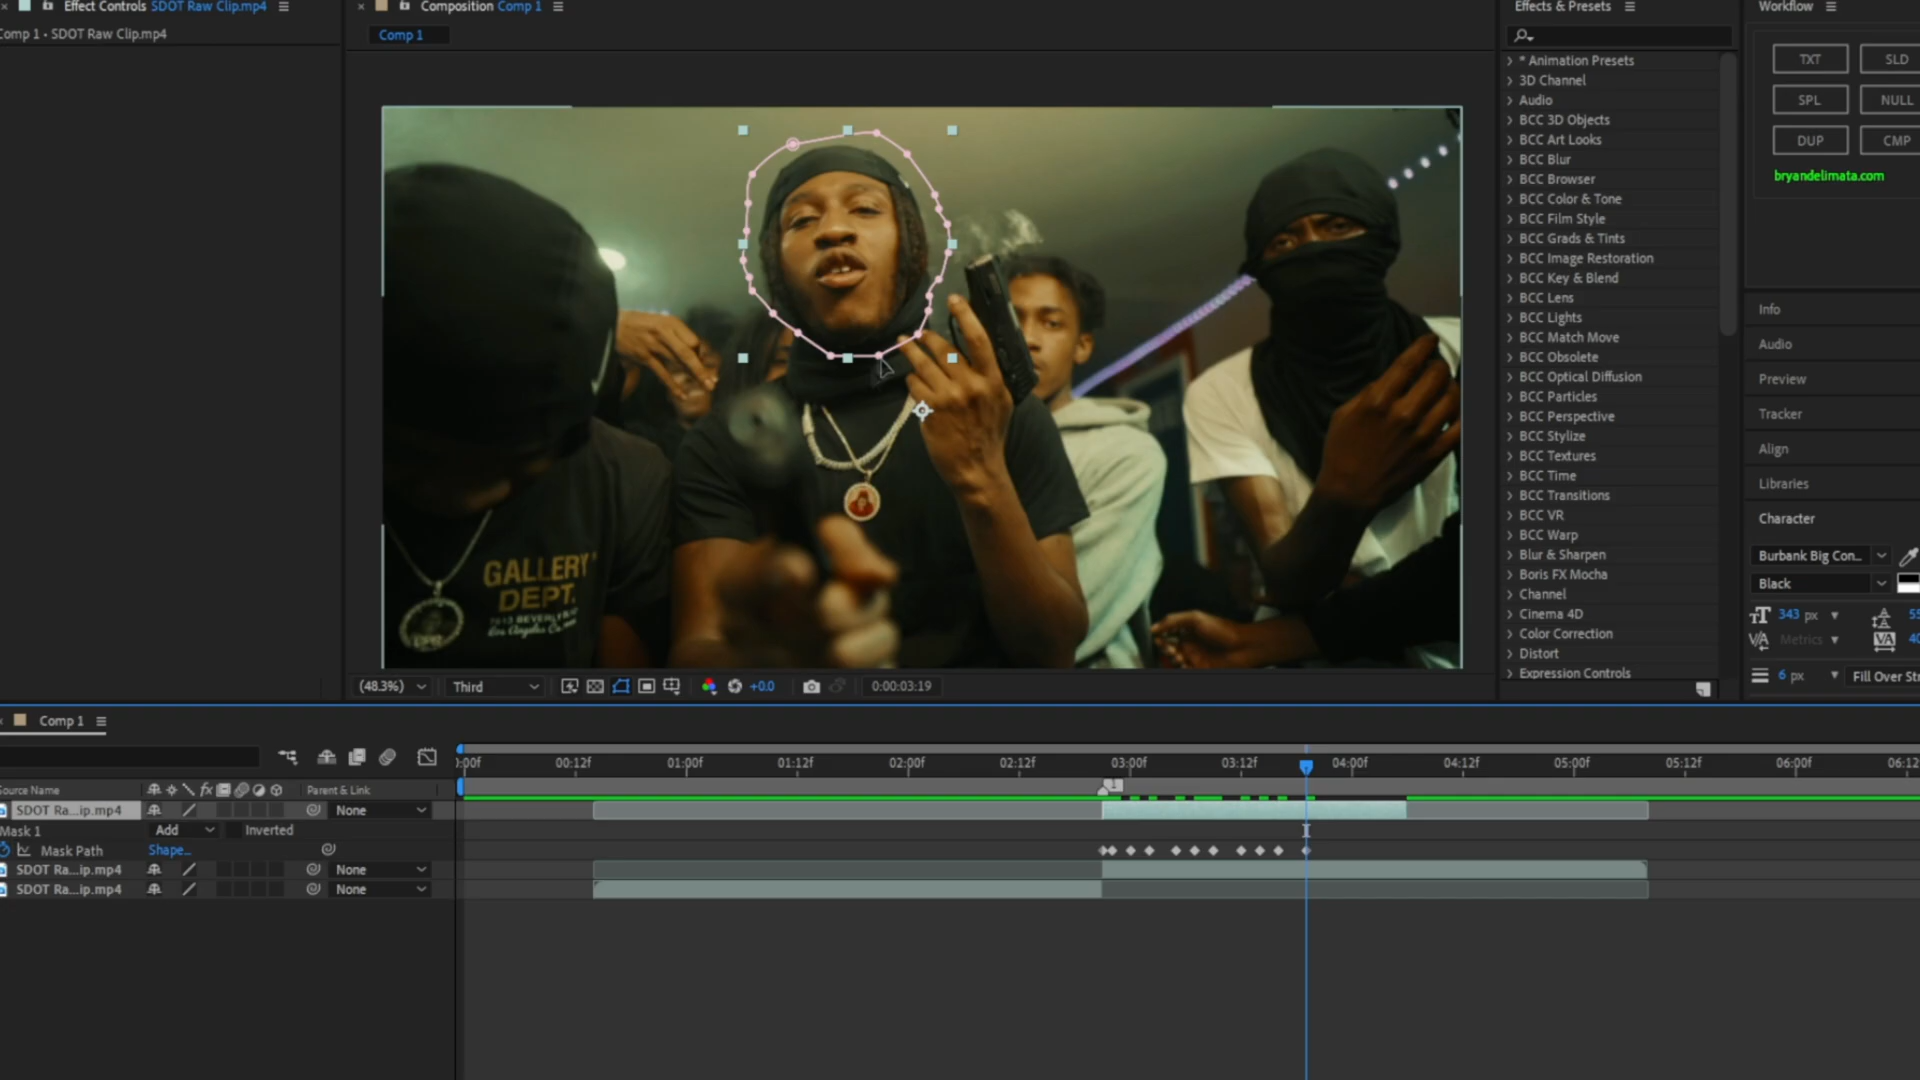 Effect Controls SDOT Raw Clip.mp4
Comp 1 • SDOT Raw Clip.mp4
Composition Comp 1
Comp 1
GALLERY
DEPT.
(48.3%)
Third
+0.0
0:00:03:19
Effects & Presets
* Animation Presets
3D Channel
Audio
BCC 3D Objects
BCC Art Looks
BCC Blur
BCC Browser
BCC Color & Tone
BCC Film Style
BCC Grads & Tints
BCC Image Restoration
BCC Key & Blend
BCC Lens
BCC Lights
BCC Match Move
BCC Obsolete
BCC Optical Diffusion
BCC Particles
BCC Perspective
BCC Stylize
BCC Textures
BCC Time
BCC Transitions
BCC VR
BCC Warp
Blur & Sharpen
Boris FX Mocha
Channel
Cinema 4D
Color Correction
Distort
Expression Controls
Workflow
TXT SLD
SPL NULL
DUP CMP
bryandelimata.com
Info
Audio
Preview
Tracker
Align
Libraries
Character
Burbank Big Con...
Black
343 px
Metrics
6 px
Fill Over Str
Comp 1
:00f 00:12f 01:00f 01:12f 02:00f 02:12f 03:00f 03:12f 04:00f 04:12f 05:00f 05:12f 06:00f 06:12
Source Name fx Parent & Link
1
SDOT Ra...ip.mp4 None
Mask 1 Add Inverted
Mask Path Shape...
SDOT Ra...ip.mp4 None
SDOT Ra...ip.mp4 None